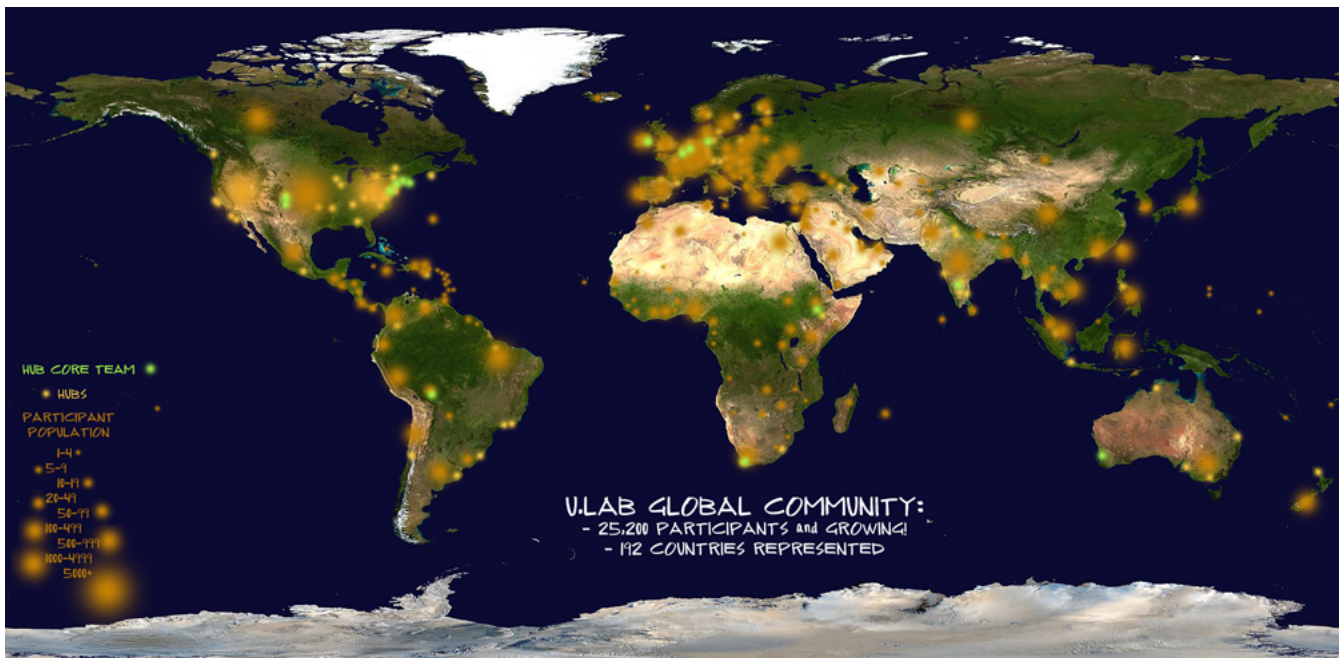 HUB CORE TEAM
HUBS
PARTICIPANT
POPULATION
1-4
5-9
10-19
20-49
50-99
100-499
500-999
1000-4999
5000+
U.LAB GLOBAL COMMUNITY:
- 25,200 PARTICIPANTS and GROWING!
- 192 COUNTRIES REPRESENTED